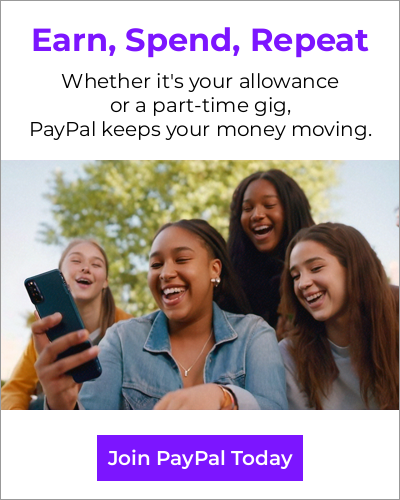 Earn, Spend, Repeat
Whether it's your allowance
or a part-time gig,
PayPal keeps your money moving.
Join PayPal Today